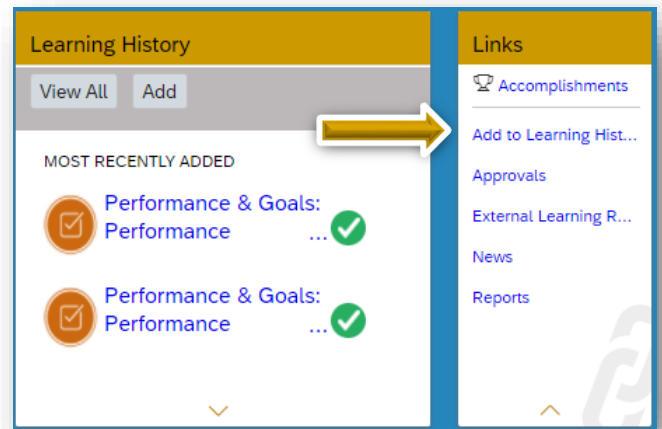 Learning History
View All
Add
MOST RECENTLY ADDED
Performance & Goals:
Performance ...
Performance & Goals:
Performance ...
Links
Accomplishments
Add to Learning Hist...
Approvals
External Learning R...
News
Reports